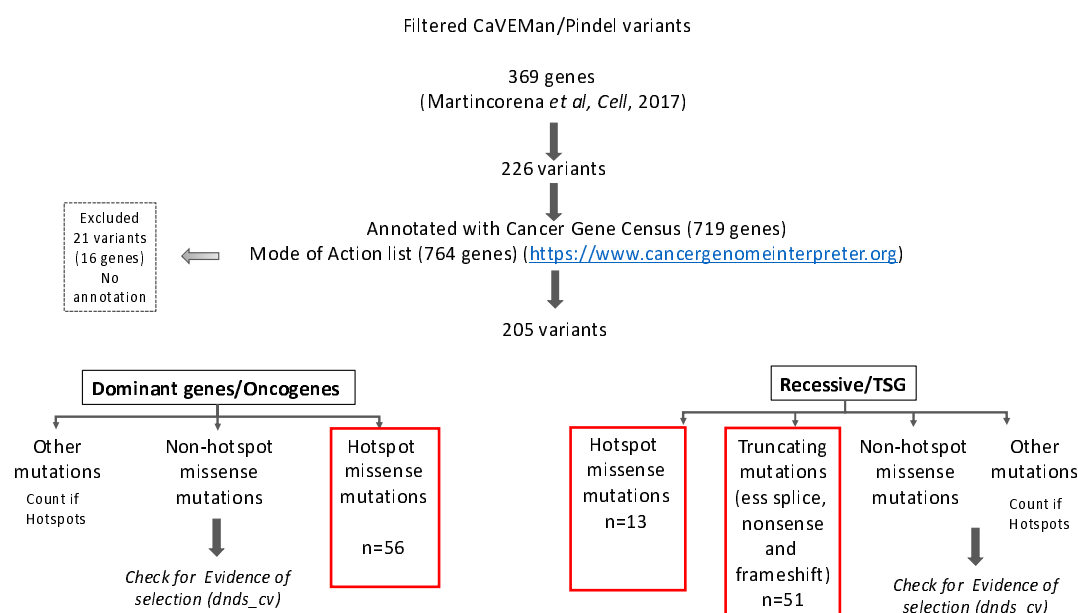 Filtered CaVEMan/Pindel variants
369 genes
(Martincorena et al, Cell, 2017)
226 variants
Excluded
21 variants
(16 genes)
No
annotation
Annotated with Cancer Gene Census (719 genes)
Mode of Action list (764 genes) (https://www.cancergenomeinterpreter.org)
205 variants
Dominant genes/Oncogenes
Other
mutations
Count if
Hotspots
Non-hotspot
missense
mutations
Check for Evidence of
selection (dnds_cv)
Hotspot
missense
mutations
n=56
Recessive/TSG
Hotspot
missense
mutations
n=13
Truncating
mutations
(ess splice,
nonsense
and
frameshift)
n=51
Non-hotspot
missense
mutations
Other
mutations
Count if
Hotspots
Check for Evidence of
selection (dnds_cv)